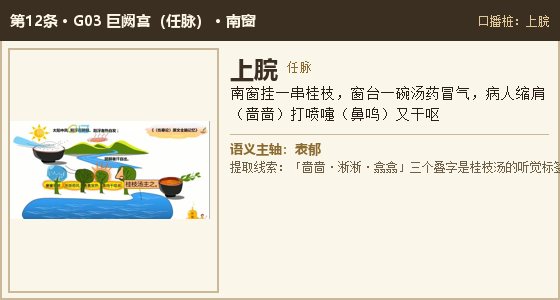 第12条·G03 巨阙宫（任脉）·南窗
口播桩：上脘
上脘 任脉
南窗挂一串桂枝，窗台一碗汤药冒气，病人缩肩
（啬啬）打喷嚏（鼻鸣）又干呕
语义主轴：表郁
提取线索：「啬啬·淅淅·翕翕」三个叠字是桂枝汤的听觉标签
桂枝汤主之。